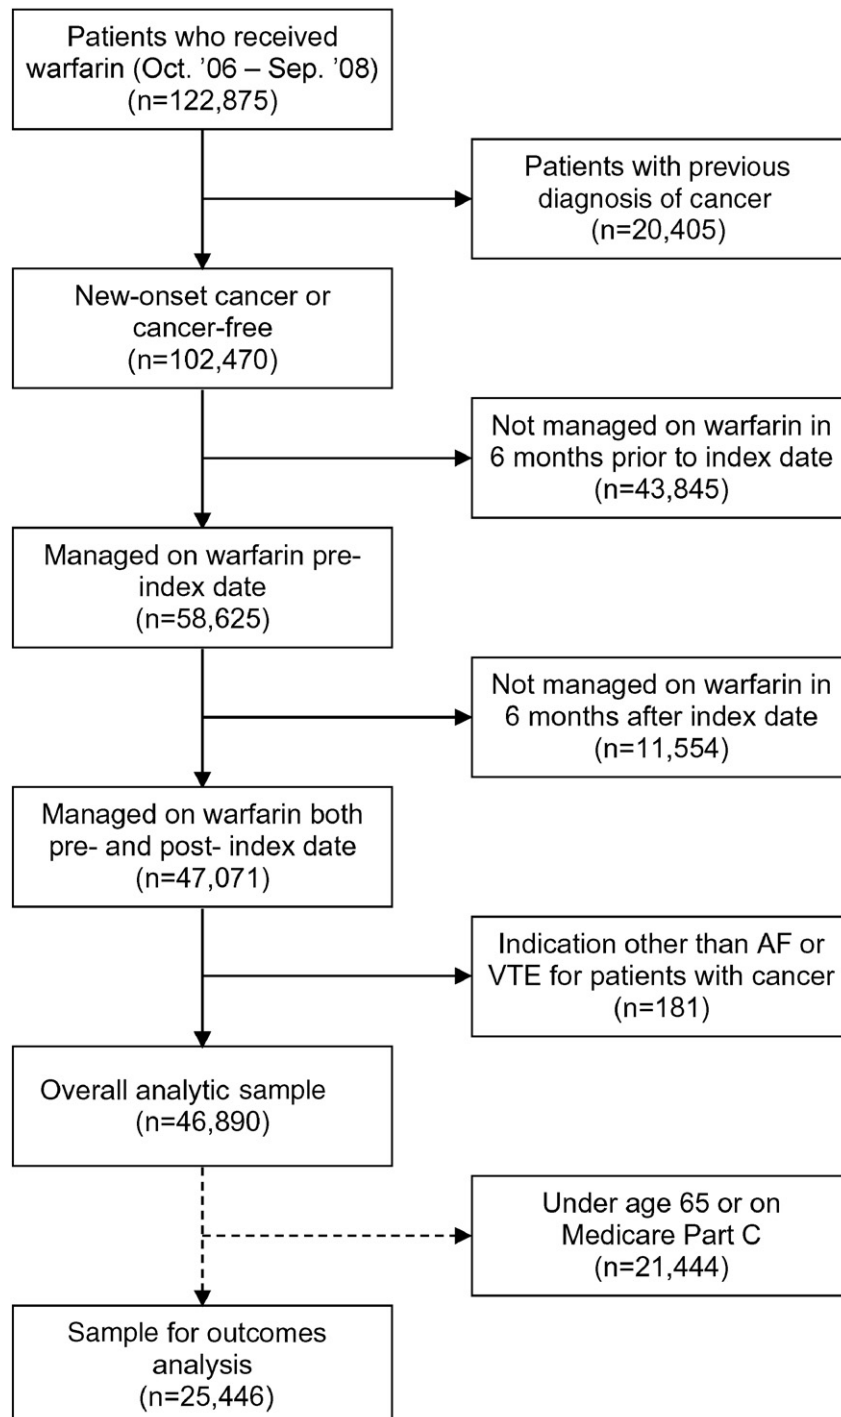 Patients who received
warfarin (Oct. '06 – Sep. '08)
(n=122,875)
Patients with previous
diagnosis of cancer
(n=20,405)
New-onset cancer or
cancer-free
(n=102,470)
Not managed on warfarin in
6 months prior to index date
(n=43,845)
Managed on warfarin pre-
index date
(n=58,625)
Not managed on warfarin in
6 months after index date
(n=11,554)
Managed on warfarin both
pre- and post- index date
(n=47,071)
Indication other than AF or
VTE for patients with cancer
(n=181)
Overall analytic sample
(n=46,890)
Under age 65 or on
Medicare Part C
(n=21,444)
Sample for outcomes
analysis
(n=25,446)